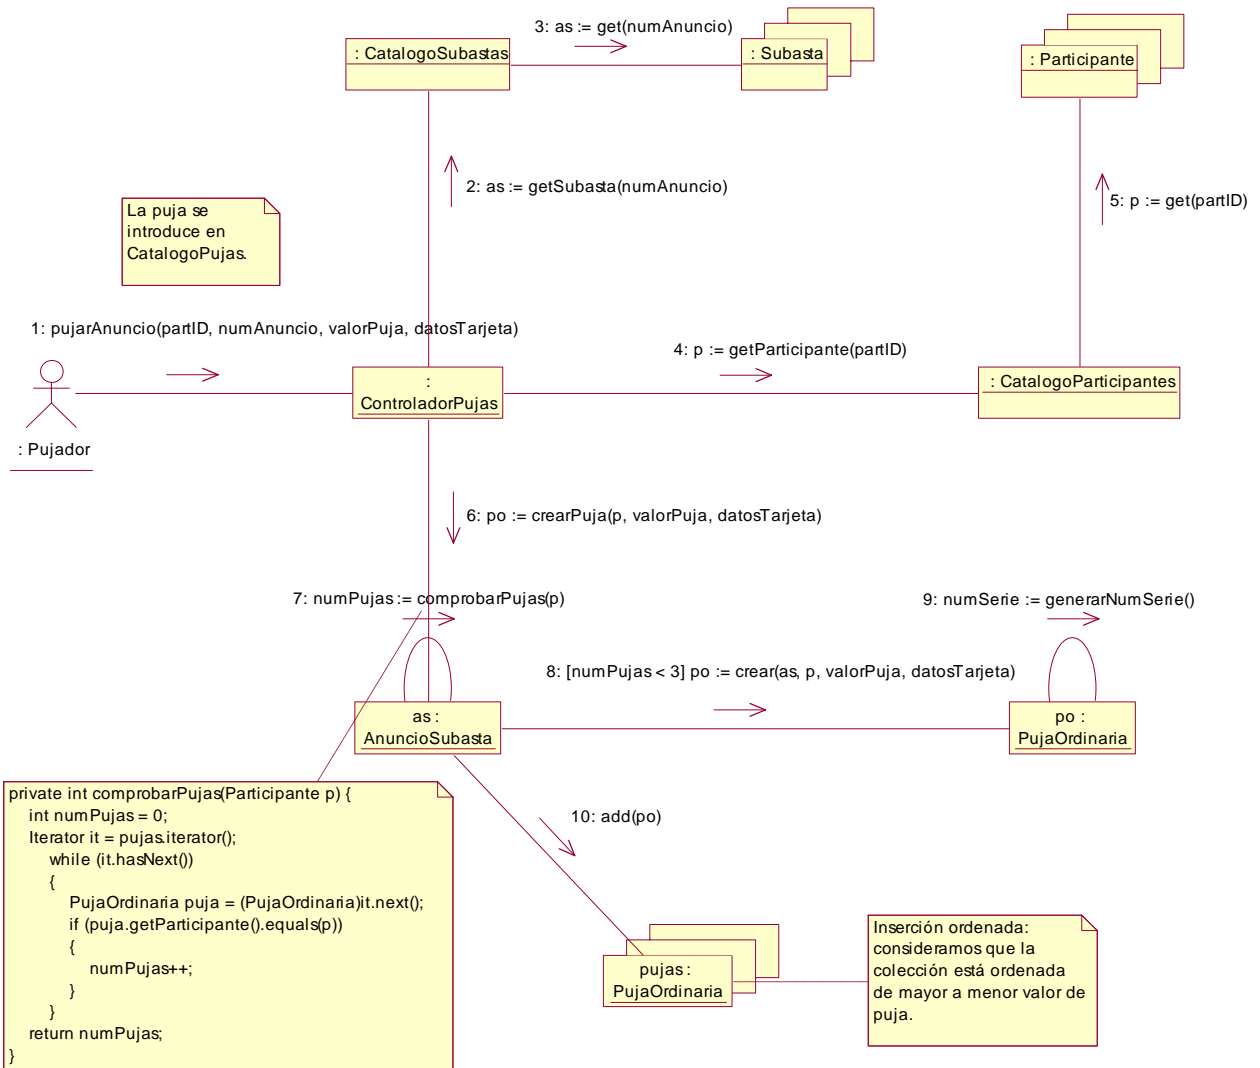 3: as := get(numAnuncio)
: CatalogoSubastas
: Subasta
: Participante
2: as := getSubasta(numAnuncio)
5: p := get(partID)
La puja se
introduce en
CatalogoPujas.
1: pujarAnuncio(partID, numAnuncio, valorPuja, datosTarjeta)
4: p := getParticipante(partID)
:
ControladorPujas
: CatalogoParticipantes
: Pujador
6: po := crearPuja(p, valorPuja, datosTarjeta)
7: numPujas := comprobarPujas(p)
9: numSerie := generarNumSerie()
8: [numPujas < 3] po := crear(as, p, valorPuja, datosTarjeta)
as :
AnuncioSubasta
po :
PujaOrdinaria
private int comprobarPujas(Participante p) {
int numPujas = 0;
Iterator it = pujas.iterator();
while (it.hasNext())
{
PujaOrdinaria puja = (PujaOrdinaria)it.next();
if (puja.getParticipante().equals(p))
{
numPujas++;
}
}
return numPujas;
}
10: add(po)
pujas :
PujaOrdinaria
Inserción ordenada:
consideramos que la
colección está ordenada
de mayor a menor valor de
puja.